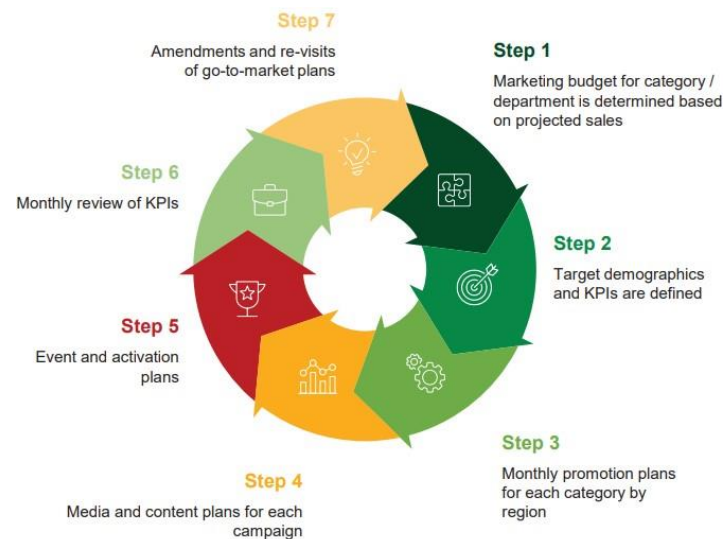 Step 1
Marketing budget for category /
department is determined based
on projected sales
Step 2
Target demographics
and KPIs are defined
Step 3
Monthly promotion plans
for each category by
region
Step 4
Media and content plans for each
campaign
Step 5
Event and activation
plans
Step 6
Monthly review of KPIs
Step 7
Amendments and re-visits
of go-to-market plans